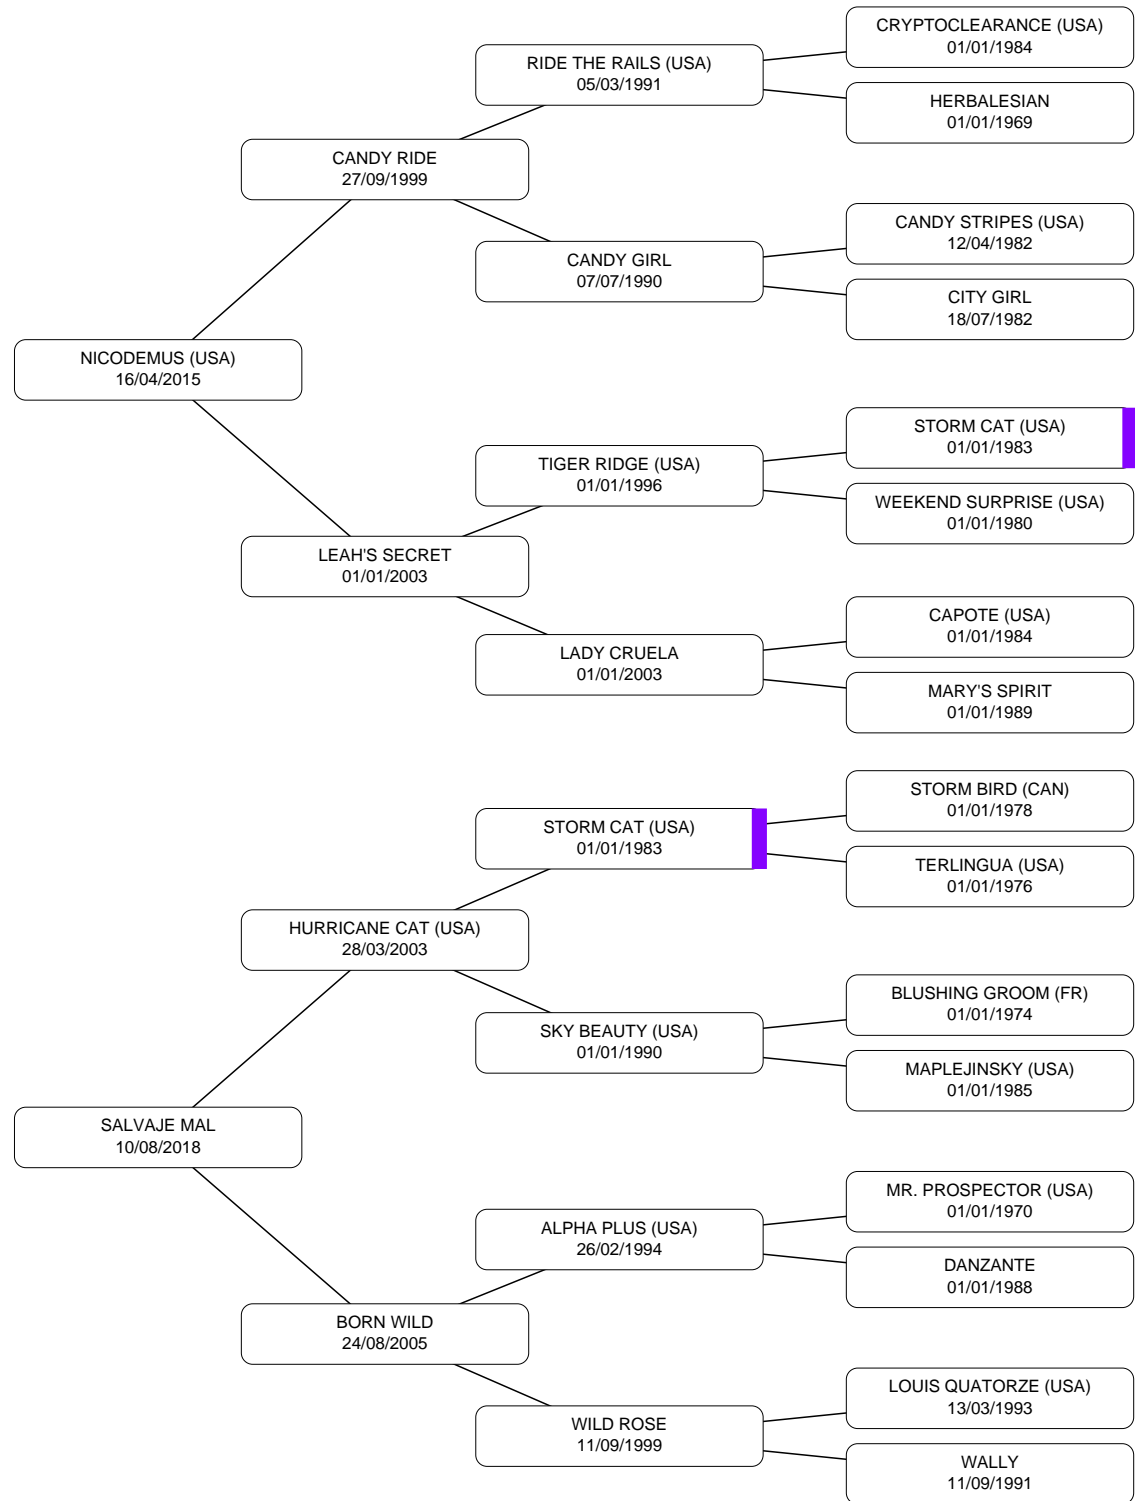 CRYPTOCLEARANCE (USA)
01/01/1984
RIDE THE RAILS (USA)
05/03/1991
HERBALESIAN
01/01/1969
CANDY RIDE
27/09/1999
CANDY STRIPES (USA)
12/04/1982
CANDY GIRL
07/07/1990
CITY GIRL
18/07/1982
NICODEMUS (USA)
16/04/2015
STORM CAT (USA)
01/01/1983
TIGER RIDGE (USA)
01/01/1996
WEEKEND SURPRISE (USA)
01/01/1980
LEAH'S SECRET
01/01/2003
CAPOTE (USA)
01/01/1984
LADY CRUELA
01/01/2003
MARY'S SPIRIT
01/01/1989
STORM BIRD (CAN)
01/01/1978
STORM CAT (USA)
01/01/1983
TERLINGUA (USA)
01/01/1976
HURRICANE CAT (USA)
28/03/2003
BLUSHING GROOM (FR)
01/01/1974
SKY BEAUTY (USA)
01/01/1990
MAPLEJINSKY (USA)
01/01/1985
SALVAJE MAL
10/08/2018
MR. PROSPECTOR (USA)
01/01/1970
ALPHA PLUS (USA)
26/02/1994
DANZANTE
01/01/1988
BORN WILD
24/08/2005
LOUIS QUATORZE (USA)
13/03/1993
WILD ROSE
11/09/1999
WALLY
11/09/1991